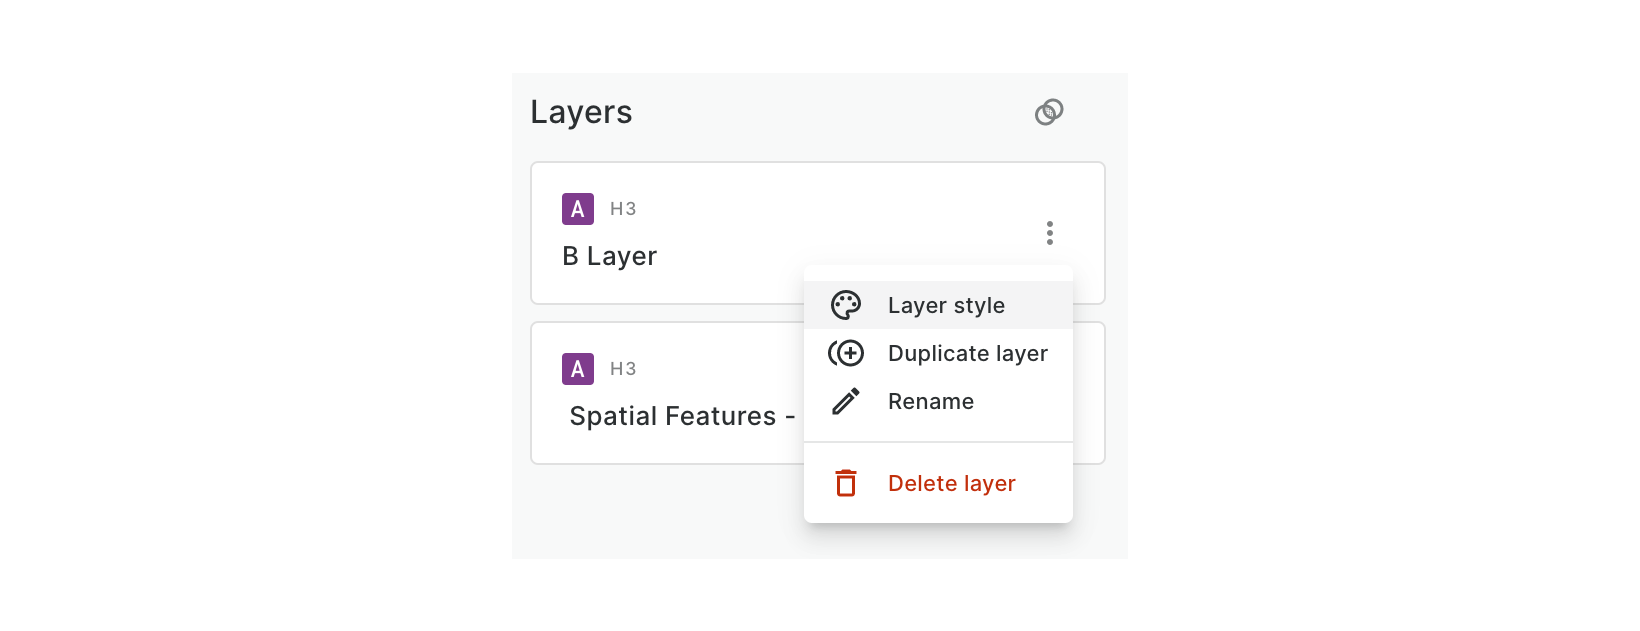 Layers
A H3
B Layer
Layer style
Duplicate layer
A H3
Rename
Spatial Features -
Delete layer